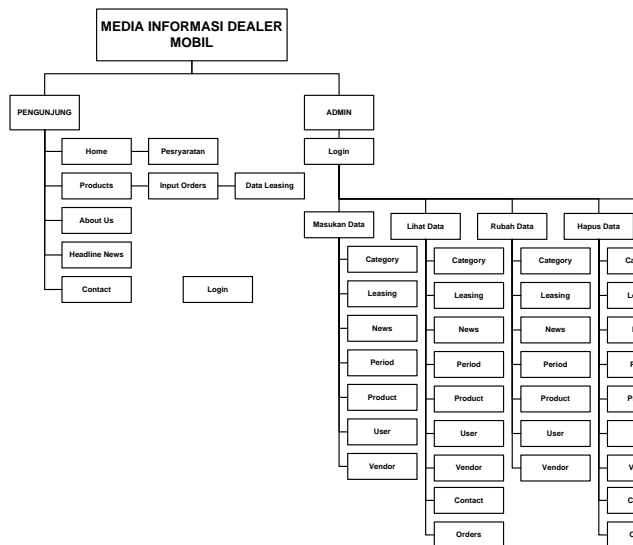 MEDIA INFORMASI DEALER
MOBIL
PENGUNJUNG
ADMIN
Home
Pesryaratan
Login
Products
Input Orders
Data Leasing
About Us
Masukan Data
Lihat Data
Rubah Data
Hapus Data
Headline News
Contact
Login
Category
Category
Category
Leasing
Leasing
Leasing
News
News
News
Period
Period
Period
Product
Product
Product
User
User
User
Vendor
Vendor
Vendor
Contact
Orders